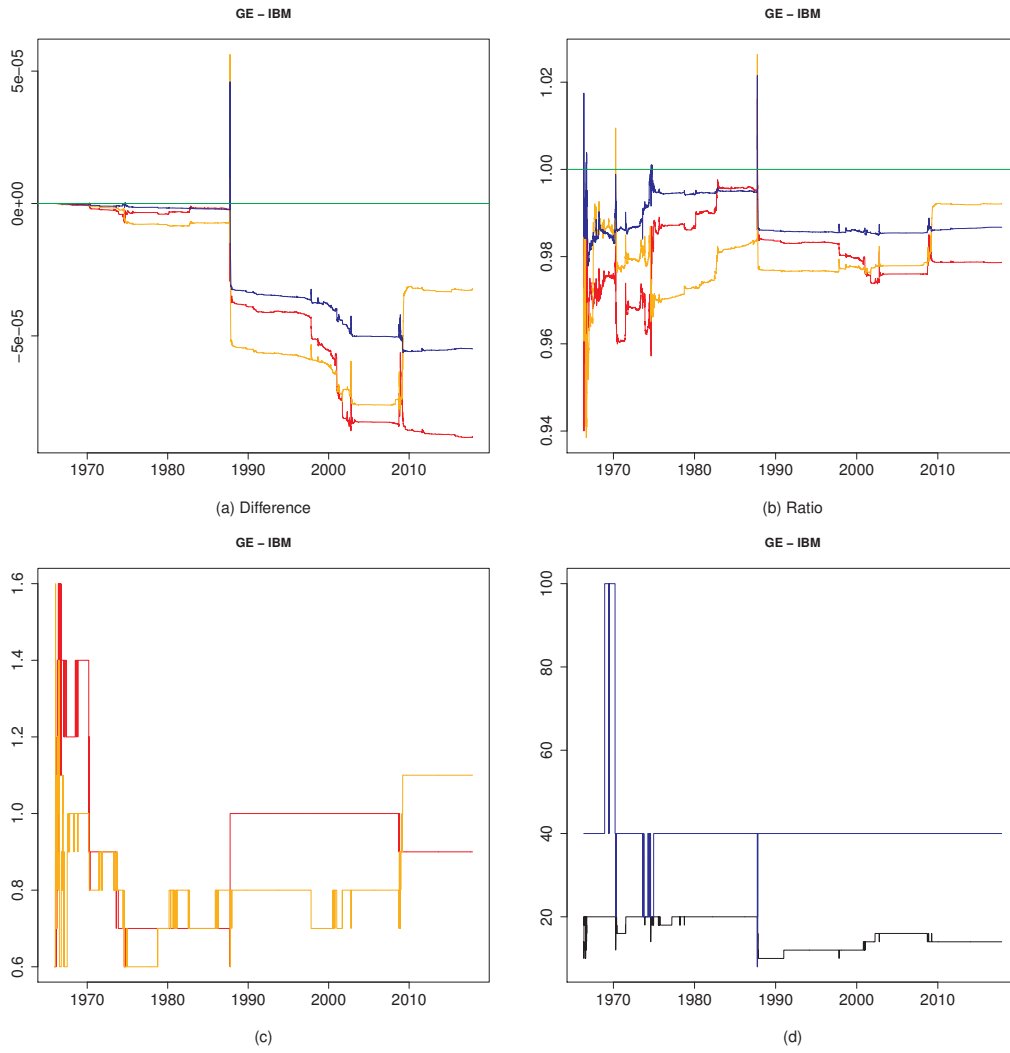 GE − IBM
5e−05
0e+00
−5e−05
1970 1980 1990 2000 2010
(a) Difference
GE − IBM
1.02
1.00
0.98
0.96
0.94
1970 1980 1990 2000 2010
(b) Ratio
GE − IBM
1.6
1.4
1.2
1.0
0.8
0.6
1970 1980 1990 2000 2010
(c)
GE − IBM
100
80
60
40
20
1970 1980 1990 2000 2010
(d)